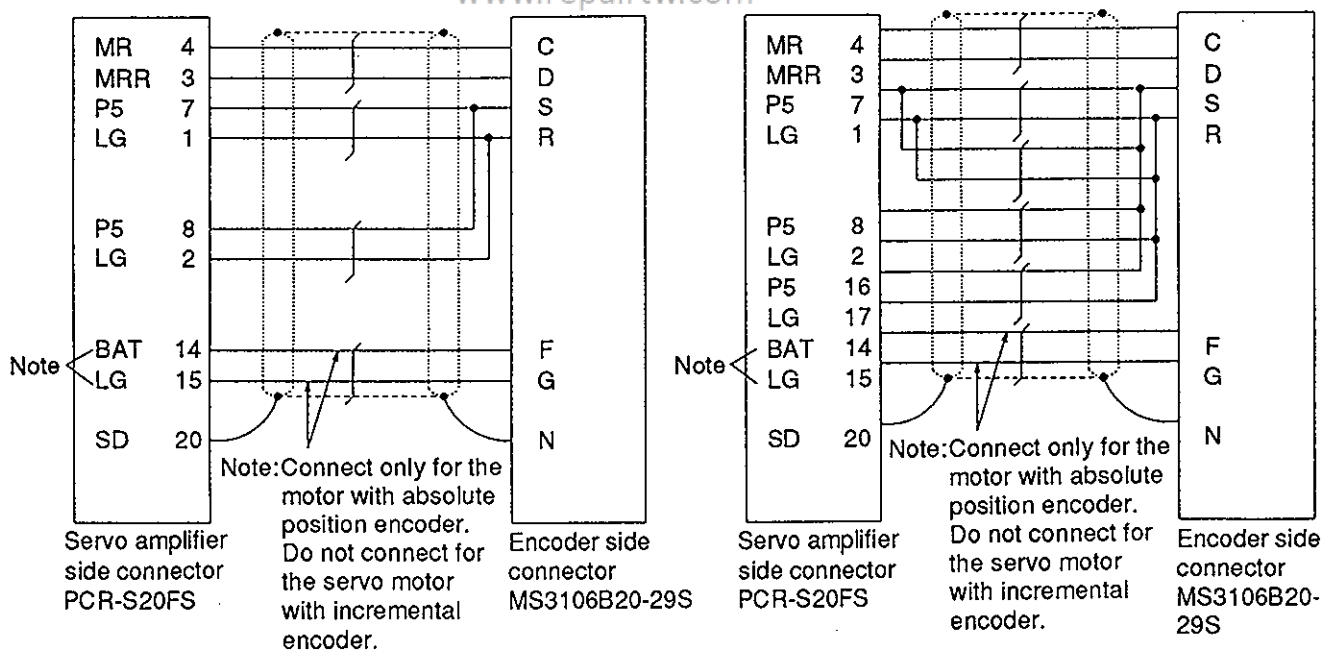 MR 4
MRR 3
P5 7
LG 1
P5 8
LG 2
Note
BAT 14
LG 15
SD 20
C
D
S
R
F
G
N
Note:Connect only for the
motor with absolute
position encoder.
Do not connect for
the servo motor
with incremental
encoder.
Servo amplifier
side connector
PCR-S20FS
Encoder side
connector
MS3106B20-29S
MR 4
MRR 3
P5 7
LG 1
P5 8
LG 2
P5 16
LG 17
Note
BAT 14
LG 15
SD 20
C
D
S
R
F
G
N
Note:Connect only for the
motor with absolute
position encoder.
Do not connect for
the servo motor
with incremental
encoder.
Servo amplifier
side connector
PCR-S20FS
Encoder side
connector
MS3106B20-
29S